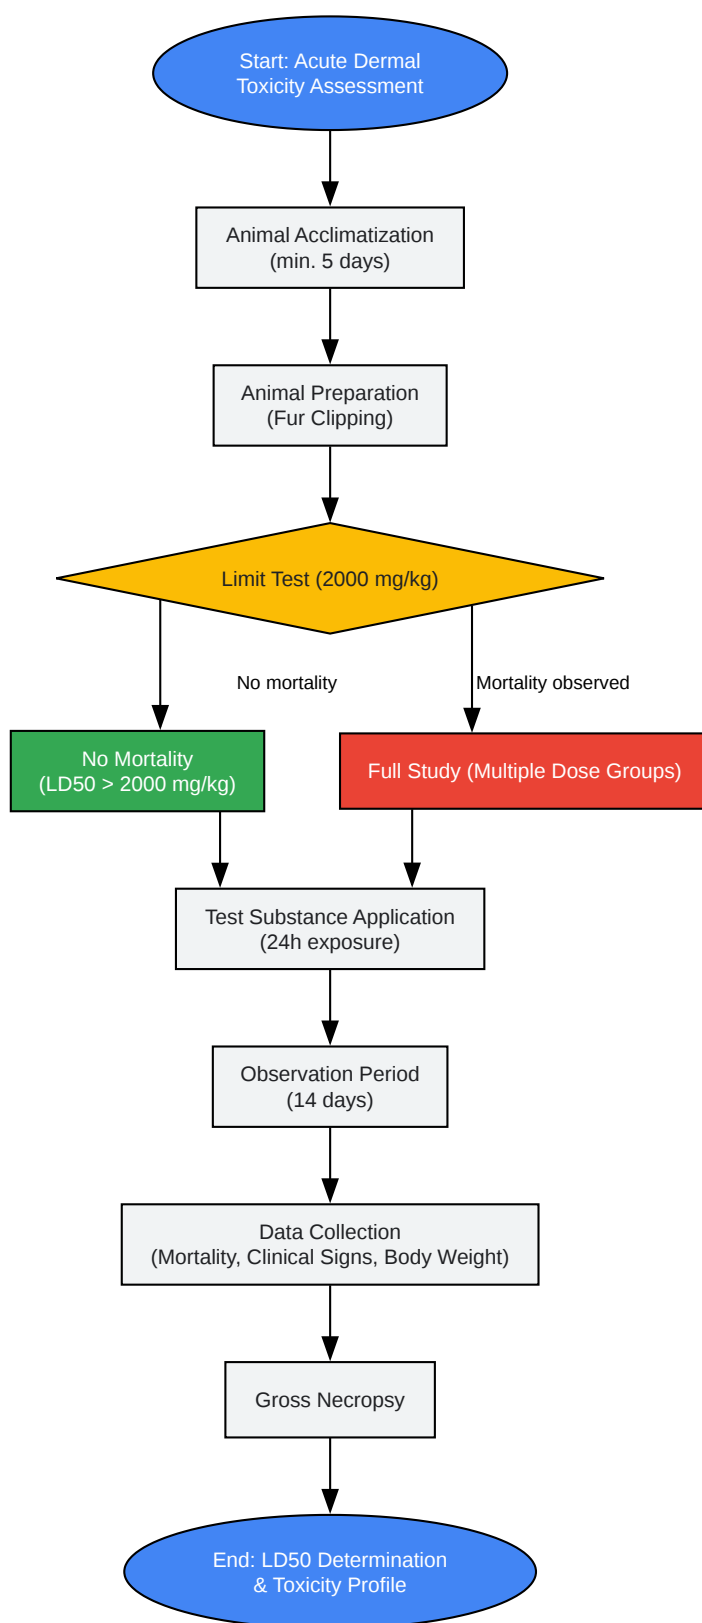 Start: Acute Dermal
Toxicity Assessment
Animal Acclimatization
(min. 5 days)
Animal Preparation
(Fur Clipping)
Limit Test (2000 mg/kg)
No mortality
Mortality observed
No Mortality
(LD50 > 2000 mg/kg)
Full Study (Multiple Dose Groups)
Test Substance Application
(24h exposure)
Observation Period
(14 days)
Data Collection
(Mortality, Clinical Signs, Body Weight)
Gross Necropsy
End: LD50 Determination
& Toxicity Profile